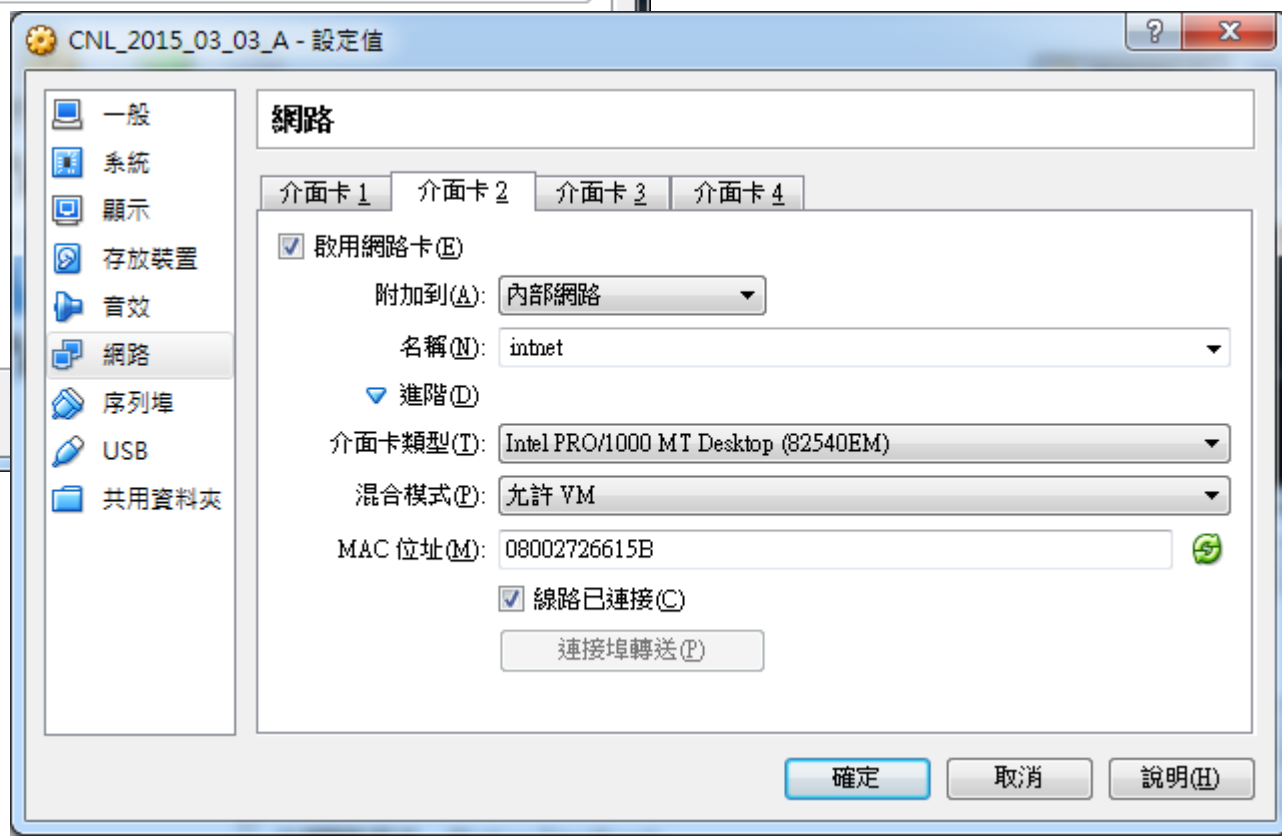 CNL_2015_03_03_A - 設定值
一般
系統
顯示
存放裝置
音效
網路
序列埠
USB
共用資料夾
網路
介面卡 1 介面卡 2 介面卡 3 介面卡 4
啟用網路卡(E)
附加到(A): 內部網路
名稱(N): intnet
進階(D)
介面卡類型(T): Intel PRO/1000 MT Desktop (82540EM)
混合模式(P): 允許 VM
MAC 位址(M): 08002726615B
線路已連接(C)
連接埠轉送(P)
確定 取消 說明(H)